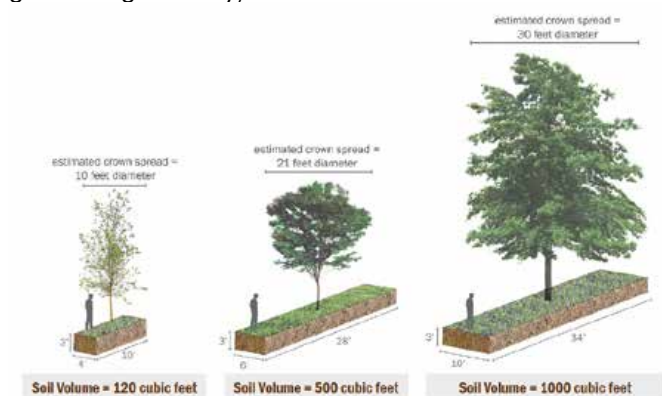 estimated crown spread =
30 feet diameter
estimated crown spread =
21 feet diameter
estimated crown spread =
10 feet diameter
3'
4'
10'
3'
6'
28'
3'
10'
34'
Soil Volume = 120 cubic feet
Soil Volume = 500 cubic feet
Soil Volume = 1000 cubic feet